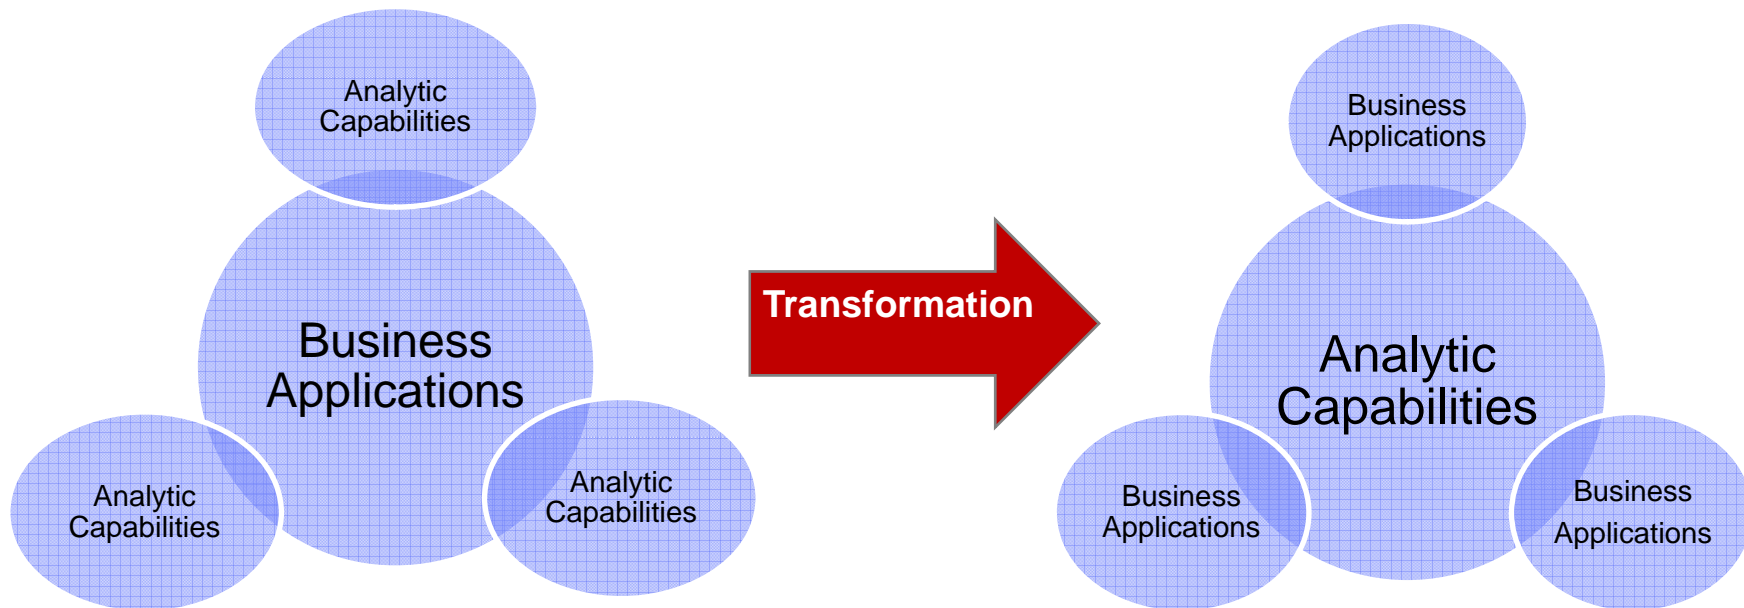 Analytic
Capabilities
Business
Applications
Analytic
Capabilities
Analytic
Capabilities
Transformation
Business
Applications
Analytic
Capabilities
Business
Applications
Business
Applications